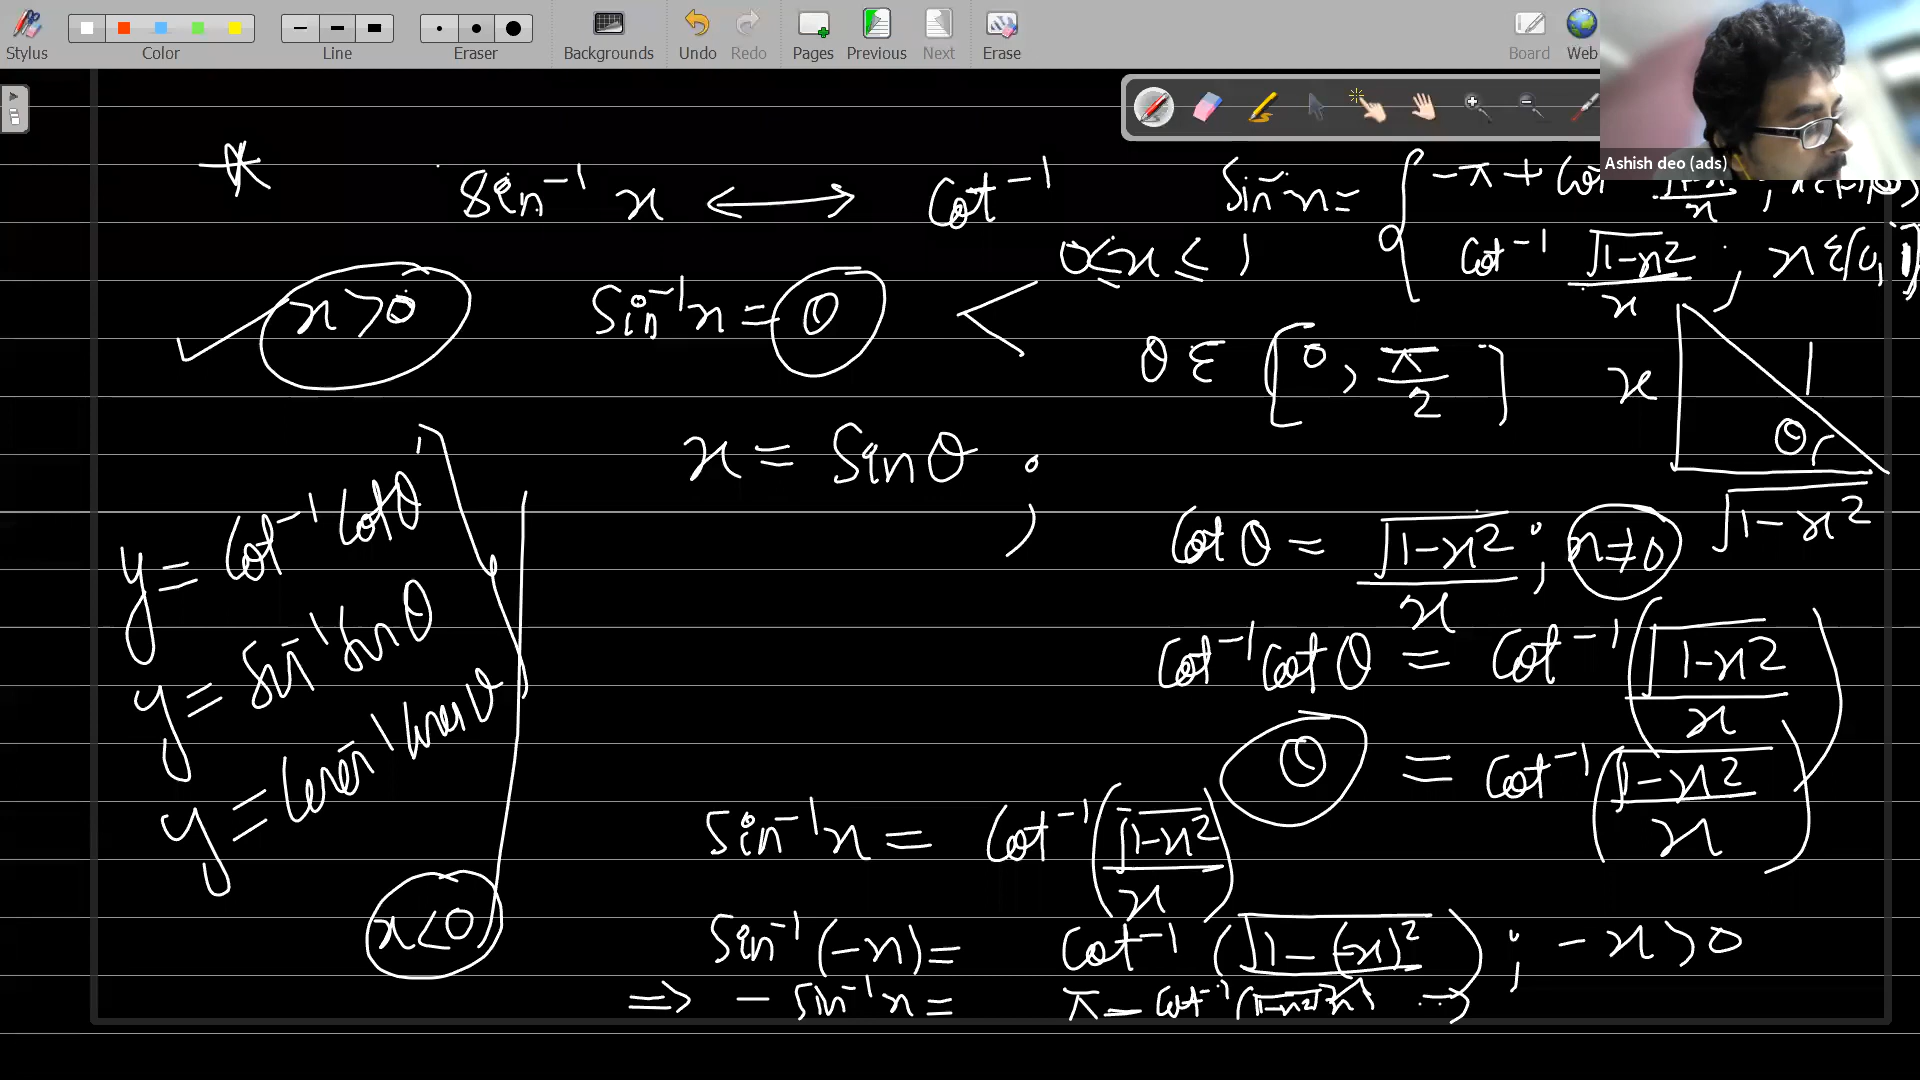 Stylus Color Line Eraser Backgrounds Undo Redo Pages Previous Next Erase Board Web
Ashish deo (ads)
sin⁻¹ x ⟷ cot⁻¹
sin⁻¹x = { -π + cot⁻¹
cot⁻¹ √(1-x²)/x ; x ∈ (0, 1]
0 ≤ x ≤ 1
x > 0
sin⁻¹x = θ <
θ ∈ [0, π/2]
x 1 θ √(1-x²)
x = sin θ ;
cot θ = √(1-x²)/x ; x ≠ 0
cot⁻¹ cot θ = cot⁻¹(√(1-x²)/x)
θ = cot⁻¹(√(1-x²)/x)
y = cot⁻¹ cot θ
y = sin⁻¹ sin θ
y =
sin⁻¹x = cot⁻¹(√(1-x²)/x)
x < 0
sin⁻¹(-x) = cot⁻¹(√(1-(-x)²) ; -x > 0
⇒ - sin⁻¹x = π - cot⁻¹(√(1-x²)/x) →